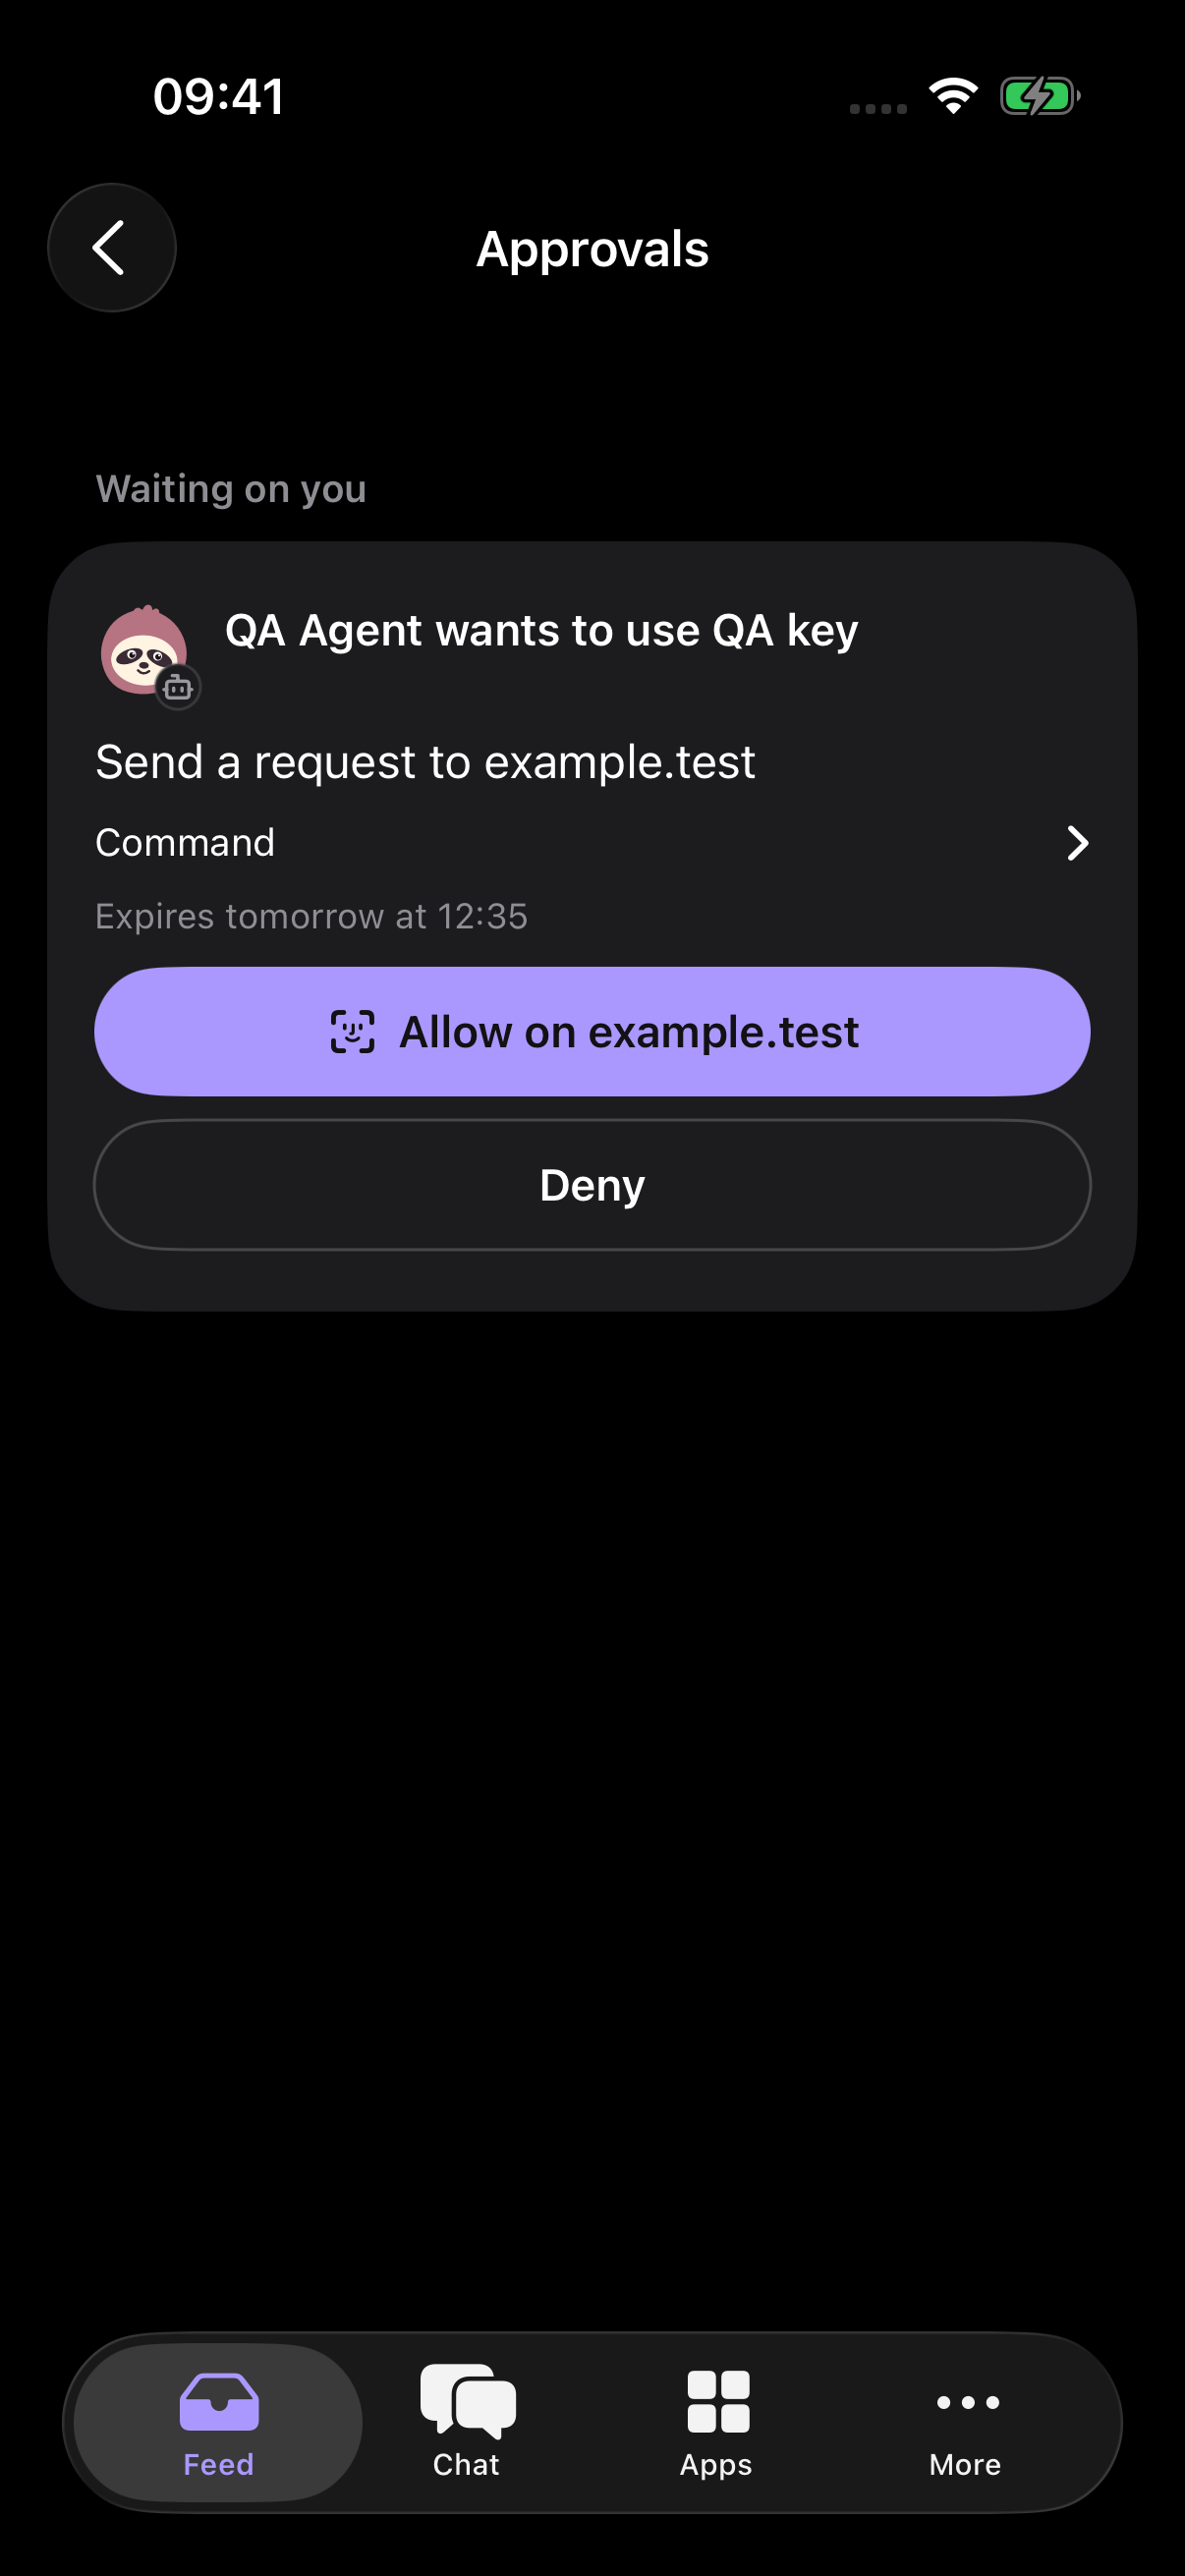 09:41
Approvals
Waiting on you
QA Agent wants to use QA key
Send a request to example.test
Command
Expires tomorrow at 12:35
Allow on example.test
Deny
Feed
Chat
Apps
More